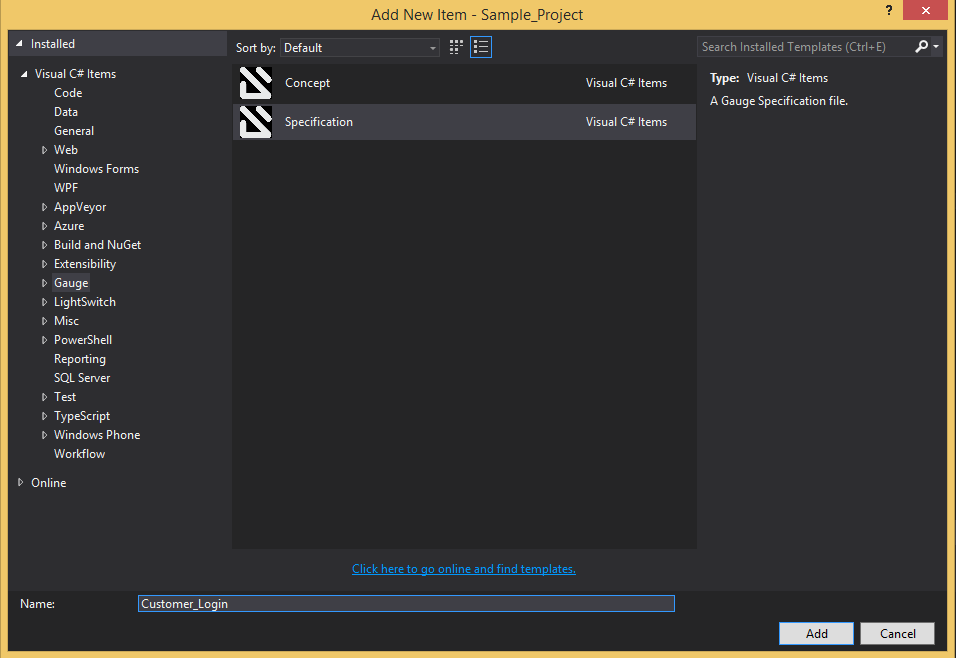 Add New Item - Sample_Project
?
Installed
Sort by: Default
Search Installed Templates (Ctrl+E)
Visual C# Items
Code
Data
General
Web
Windows Forms
WPF
AppVeyor
Azure
Build and NuGet
Extensibility
Gauge
LightSwitch
Misc
PowerShell
Reporting
SQL Server
Test
TypeScript
Windows Phone
Workflow
Online
Concept Visual C# Items
Specification Visual C# Items
Type: Visual C# Items
A Gauge Specification file.
Click here to go online and find templates.
Name: Customer_Login
Add Cancel